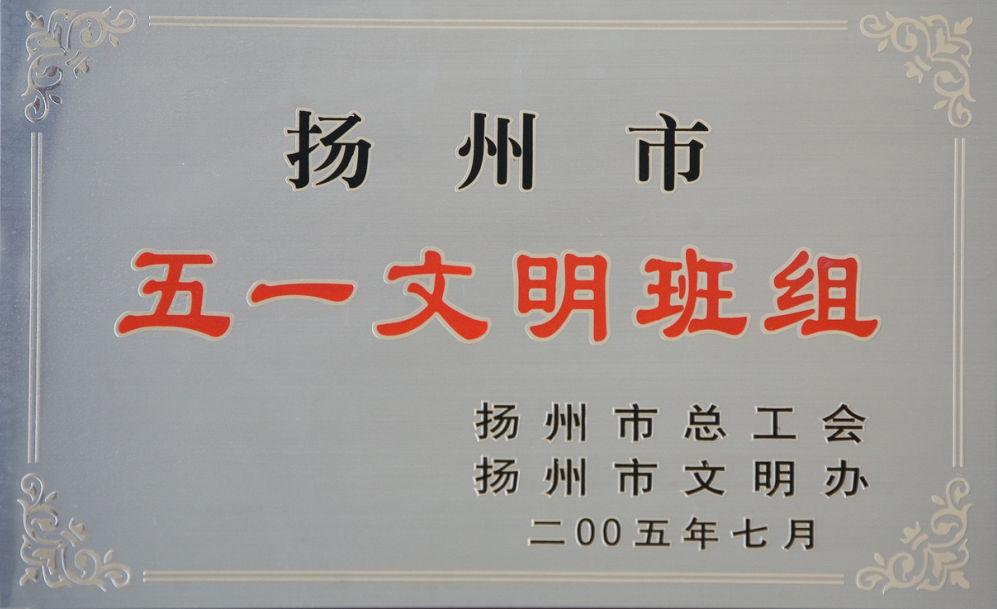 扬州市
五一文明班组
扬州市总工会
扬州市文明办
二00五年七月